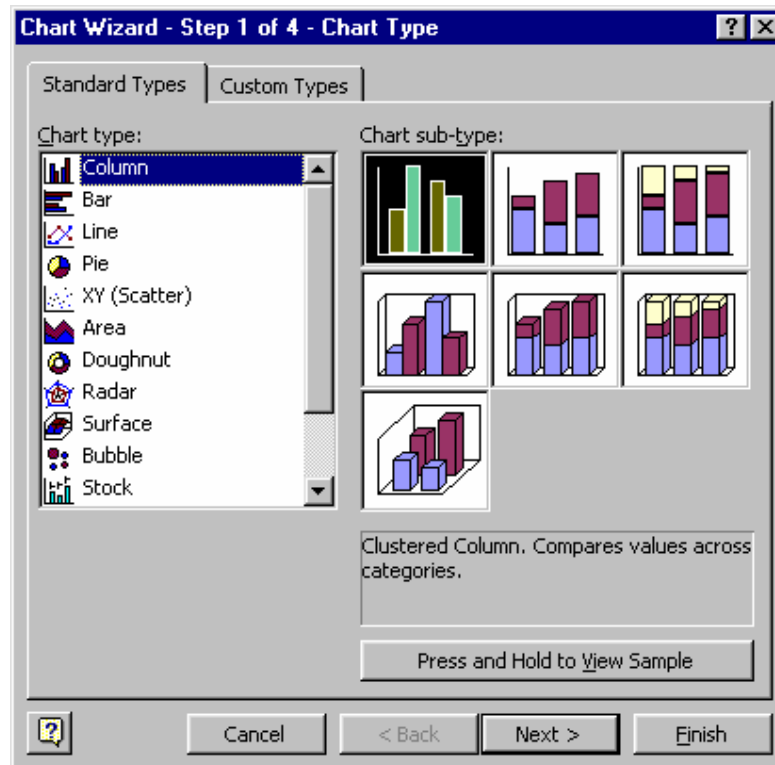 Chart Wizard - Step 1 of 4 - Chart Type
Standard Types
Custom Types
Chart type:
Column
Bar
Line
Pie
XY (Scatter)
Area
Doughnut
Radar
Surface
Bubble
Stock
Chart sub-type:
Clustered Column. Compares values across
categories.
Press and Hold to View Sample
Cancel
< Back
Next >
Finish